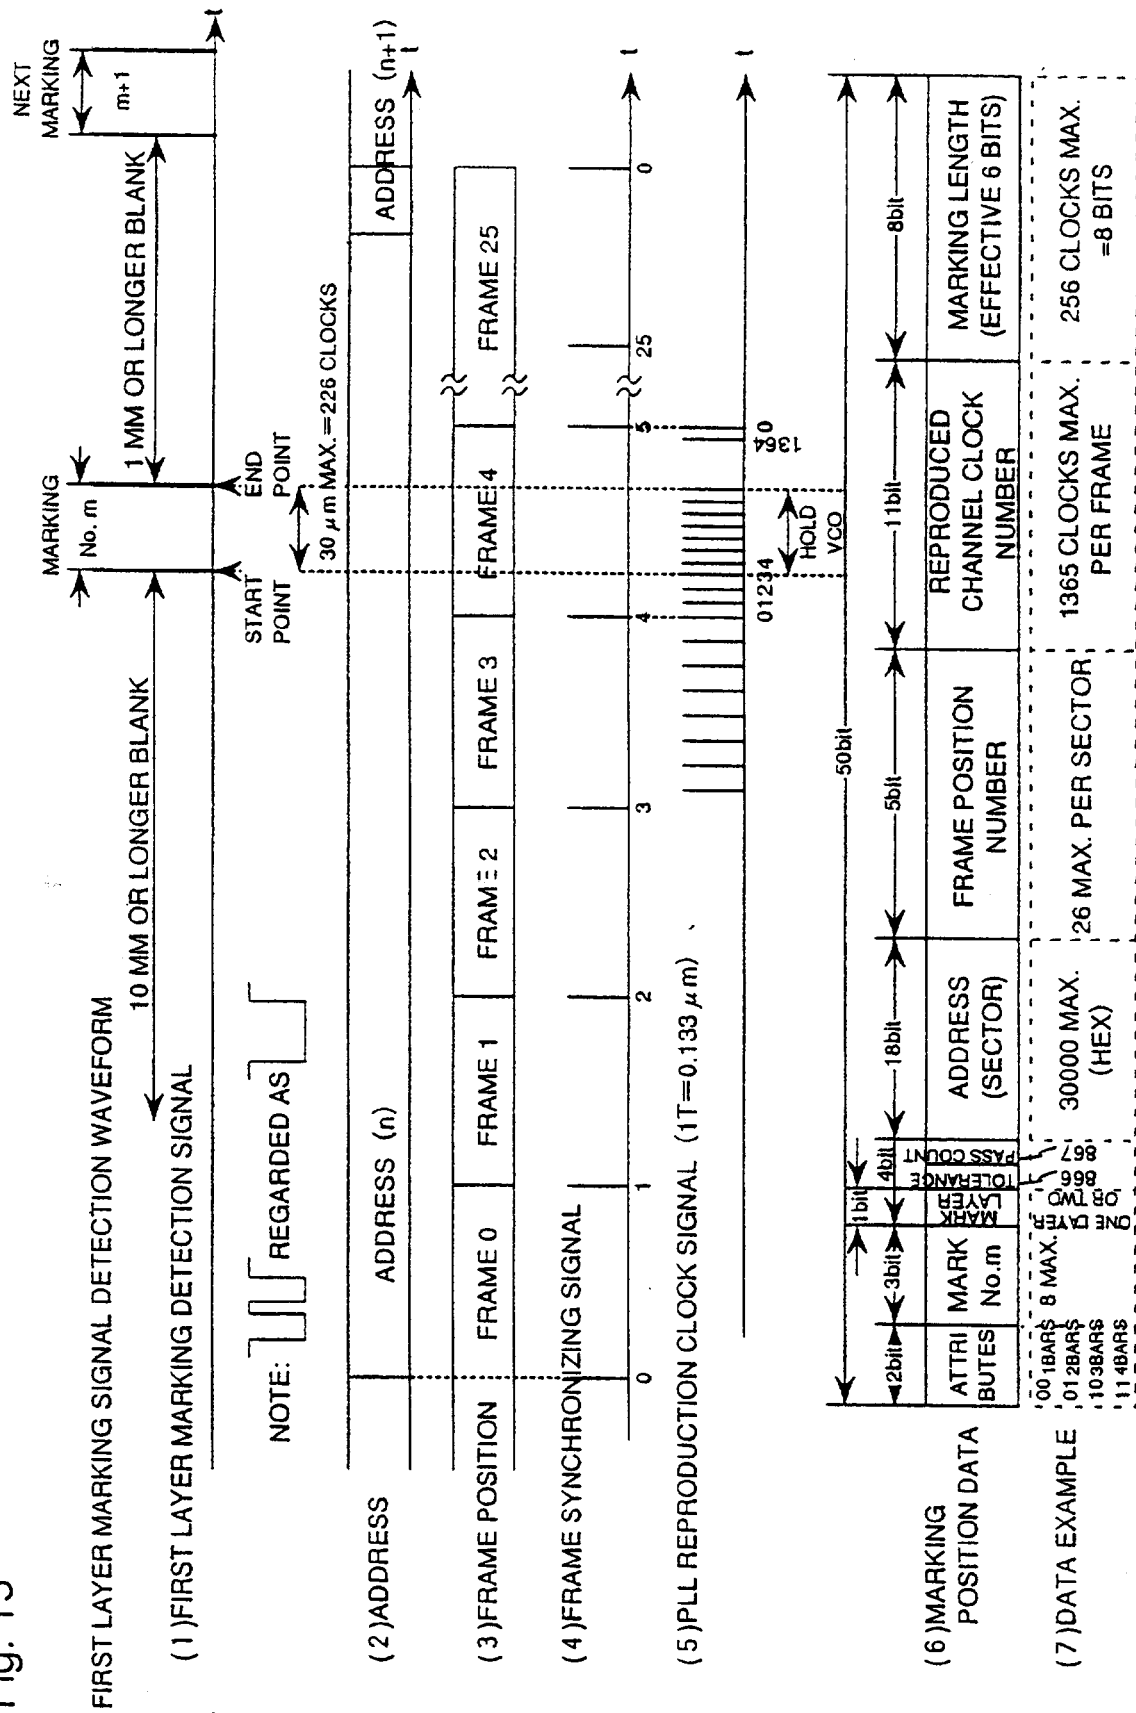 Fig. 15
FIRST LAYER MARKING SIGNAL DETECTION WAVEFORM
(1)FIRST LAYER MARKING DETECTION SIGNAL
10 MM OR LONGER BLANK
MARKING
No. m
1 MM OR LONGER BLANK
NEXT
MARKING
m+1
t
START
POINT
END
POINT
NOTE:
REGARDED AS
30 μm MAX.=226 CLOCKS
(2)ADDRESS
ADDRESS (n)
ADDRESS (n+1)
t
(3)FRAME POSITION
FRAME 0
FRAME 1
FRAME 2
FRAME 3
FRAME 4
FRAME 25
(4)FRAME SYNCHRONIZING SIGNAL
0 1 2 3 4 5 25 0
t
(5)PLL REPRODUCTION CLOCK SIGNAL (1T=0.133 μm)
01234
HOLD
VCO
1364 0
t
50bit
2bit
3bit
1bit
4bit
18bit
5bit
11bit
8bit
(6)MARKING
POSITION DATA
ATTRI
BUTES
MARK
No.m
MARK
LAYER
TOLERANCE
PASS COUNT
ADDRESS
(SECTOR)
FRAME POSITION
NUMBER
REPRODUCED
CHANNEL CLOCK
NUMBER
MARKING LENGTH
(EFFECTIVE 6 BITS)
(7)DATA EXAMPLE
00 1BARS
01 2BARS
10 3BARS
11 4BARS
8 MAX.
ONE LAYER
OR TWO
866
867
30000 MAX.
(HEX)
26 MAX. PER SECTOR
1365 CLOCKS MAX.
PER FRAME
256 CLOCKS MAX.
=8 BITS